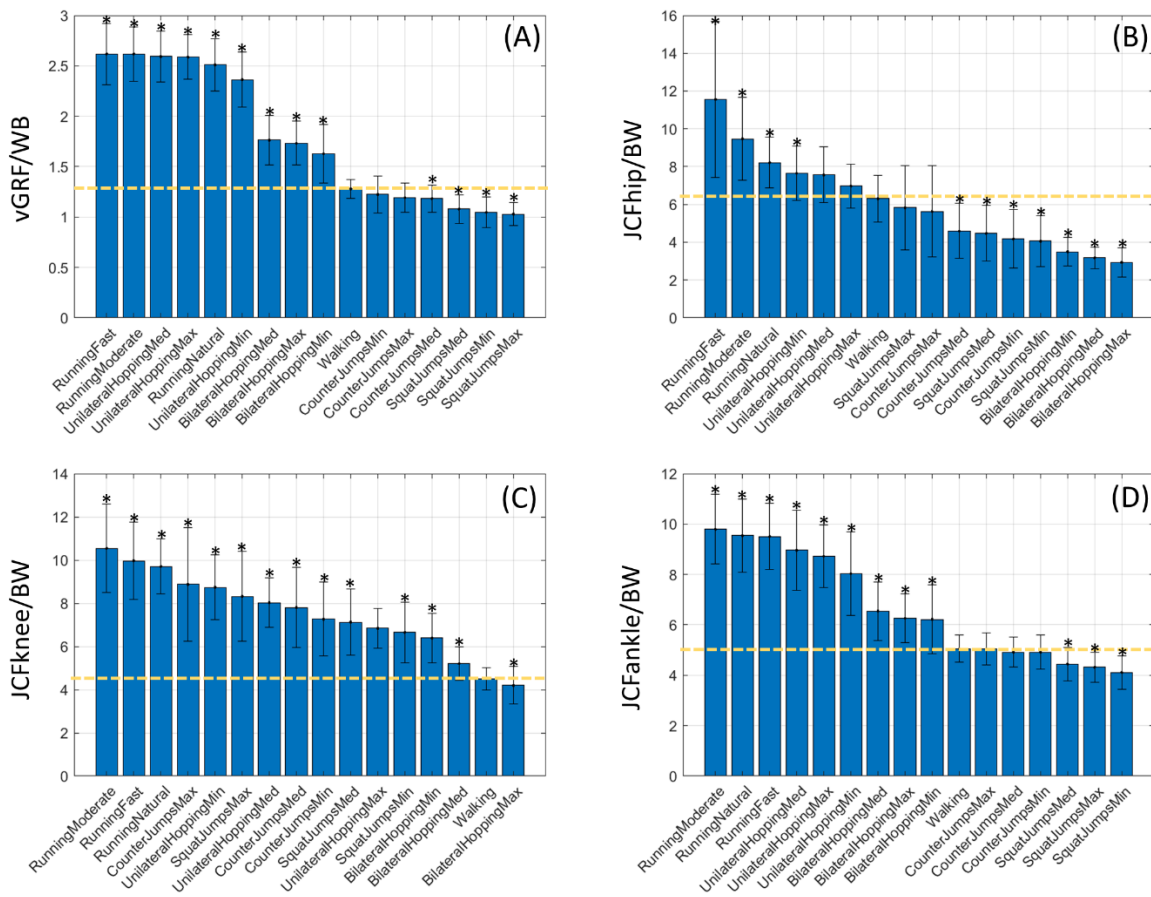 (A)
vGRF/WB
3
2.5
2
1.5
1
0.5
0
* * * * * * * * * * * * *
RunningFast
RunningModerate
UnilateralHoppingMed
UnilateralHoppingMax
RunningNatural
UnilateralHoppingMin
BilateralHoppingMed
BilateralHoppingMax
BilateralHoppingMin
Walking
CounterJumpsMin
CounterJumpsMax
CounterJumpsMed
SquatJumpsMed
SquatJumpsMin
SquatJumpsMax
(B)
JCFhip/BW
16
14
12
10
8
6
4
2
0
* * * * * * * * * * *
RunningFast
RunningModerate
RunningNatural
UnilateralHoppingMin
UnilateralHoppingMed
UnilateralHoppingMax
Walking
SquatJumpsMax
CounterJumpsMax
CounterJumpsMed
SquatJumpsMed
CounterJumpsMin
SquatJumpsMin
BilateralHoppingMin
BilateralHoppingMed
BilateralHoppingMax
(C)
JCFknee/BW
14
12
10
8
6
4
2
0
* * * * * * * * * * * * * *
RunningModerate
RunningFast
RunningNatural
CounterJumpsMax
UnilateralHoppingMin
SquatJumpsMax
UnilateralHoppingMed
CounterJumpsMed
CounterJumpsMin
SquatJumpsMed
UnilateralHoppingMax
SquatJumpsMin
BilateralHoppingMin
BilateralHoppingMed
Walking
BilateralHoppingMax
(D)
JCFankle/BW
12
10
8
6
4
2
0
* * * * * * * * * * * *
RunningModerate
RunningNatural
RunningFast
UnilateralHoppingMed
UnilateralHoppingMax
UnilateralHoppingMin
BilateralHoppingMed
BilateralHoppingMax
BilateralHoppingMin
Walking
CounterJumpsMax
CounterJumpsMed
CounterJumpsMin
SquatJumpsMed
SquatJumpsMax
SquatJumpsMin